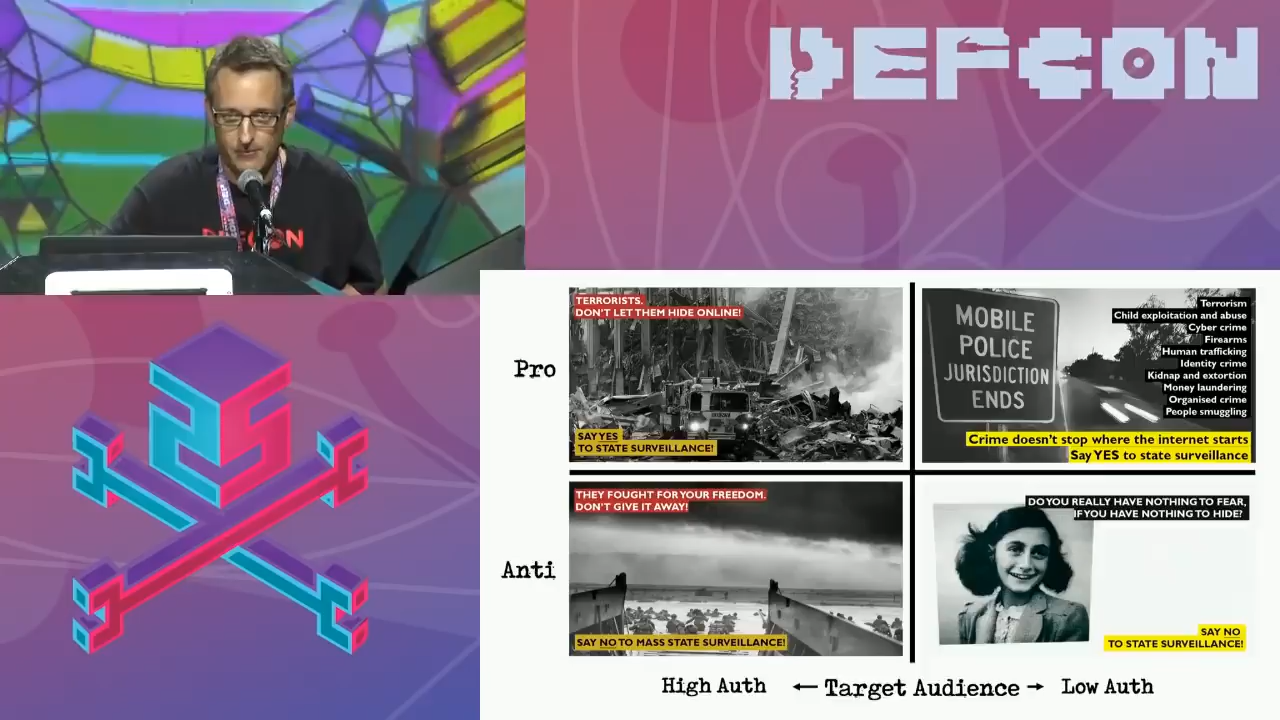 DEFCON
DEFCON
Pro
TERRORISTS.
DON'T LET THEM HIDE ONLINE!
SAY YES
TO STATE SURVEILLANCE!
MOBILE
POLICE
JURISDICTION
ENDS
Terrorism
Child exploitation and abuse
Cyber crime
Firearms
Human trafficking
Identity crime
Kidnap and extortion
Money laundering
Organised crime
People smuggling
Crime doesn't stop where the internet starts
Say YES to state surveillance
Anti
THEY FOUGHT FOR YOUR FREEDOM.
DON'T GIVE IT AWAY!
SAY NO TO MASS STATE SURVEILLANCE!
DO YOU REALLY HAVE NOTHING TO FEAR,
IF YOU HAVE NOTHING TO HIDE?
SAY NO
TO STATE SURVEILLANCE!
High Auth ← Target Audience → Low Auth